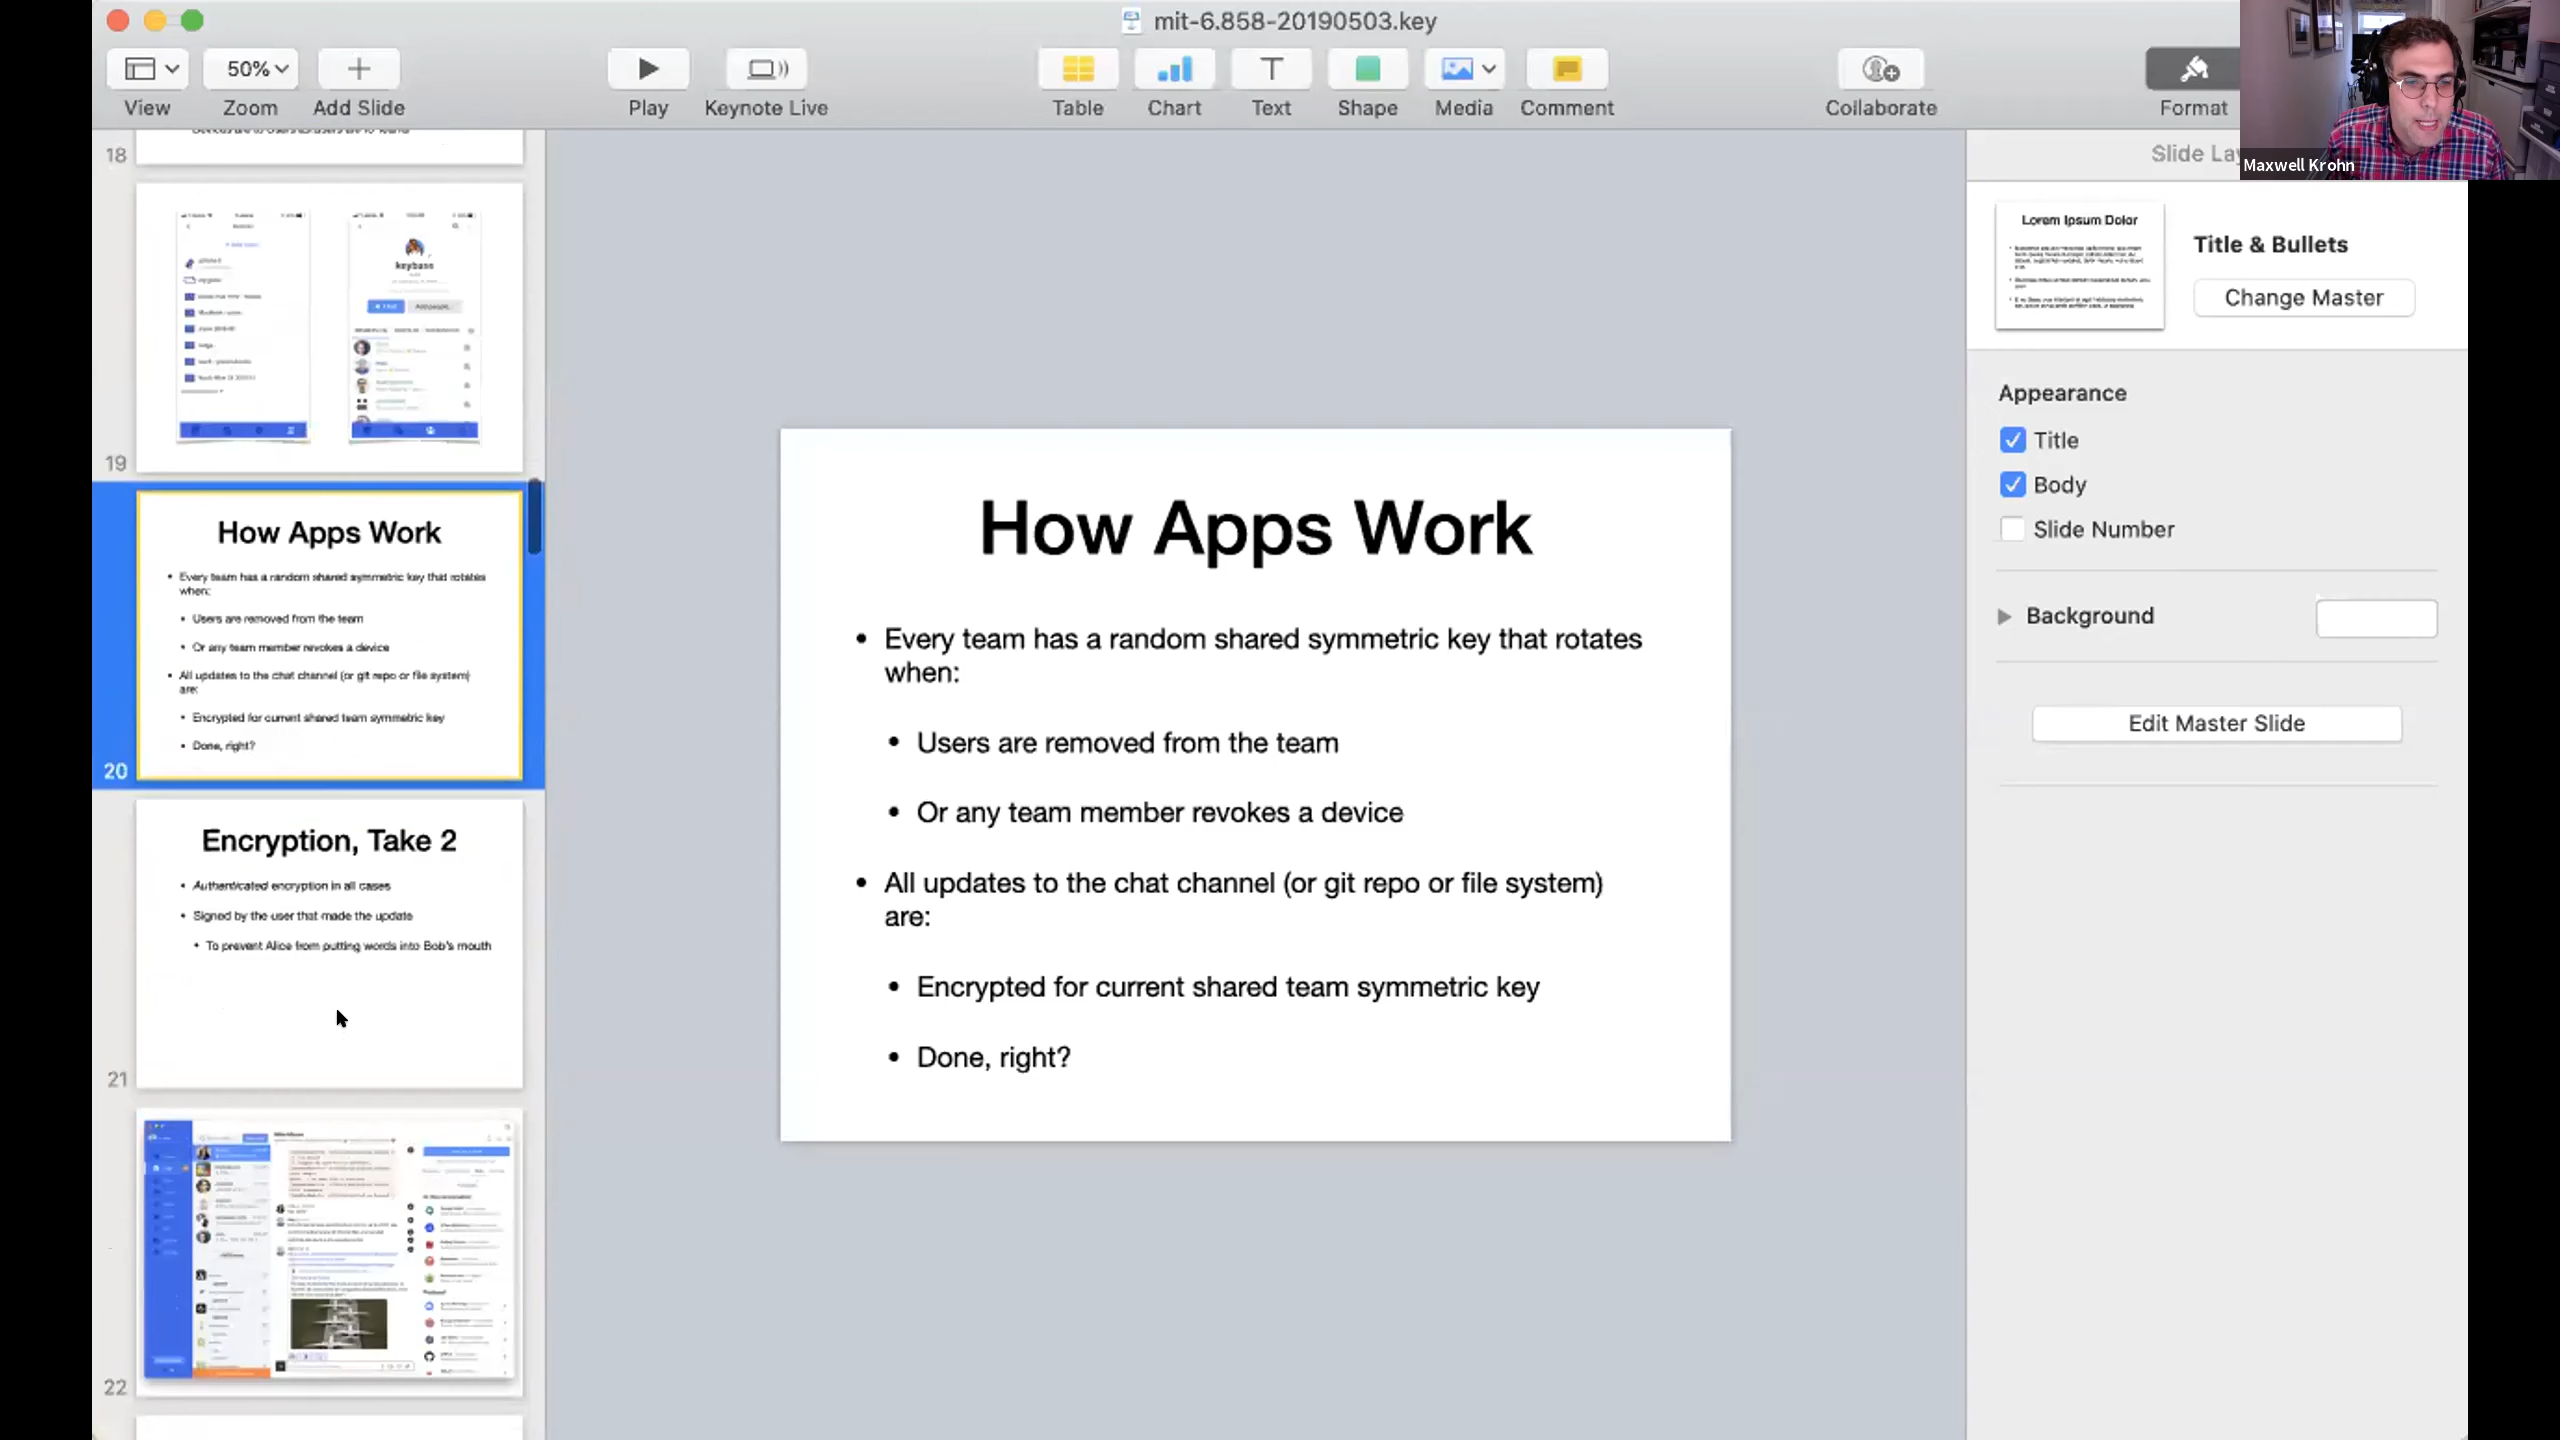 mit-6.858-20190503.key
50%
View
Zoom
Add Slide
Play
Keynote Live
Table
Chart
Text
Shape
Media
Comment
Collaborate
Format
Maxwell Krohn
18
19
keybase
How Apps Work
• Every team has a random shared symmetric key that rotates
when:
• Users are removed from the team
• Or any team member revokes a device
• All updates to the chat channel (or git repo or file system)
are:
• Encrypted for current shared team symmetric key
• Done, right?
20
Encryption, Take 2
• Authenticated encryption in all cases
• Signed by the user that made the update
• To prevent Alice from putting words into Bob's mouth
21
22
How Apps Work
• Every team has a random shared symmetric key that rotates
when:
• Users are removed from the team
• Or any team member revokes a device
• All updates to the chat channel (or git repo or file system)
are:
• Encrypted for current shared team symmetric key
• Done, right?
Slide
Lorem Ipsum Dolor
Title & Bullets
Change Master
Appearance
Title
Body
Slide Number
Background
Edit Master Slide